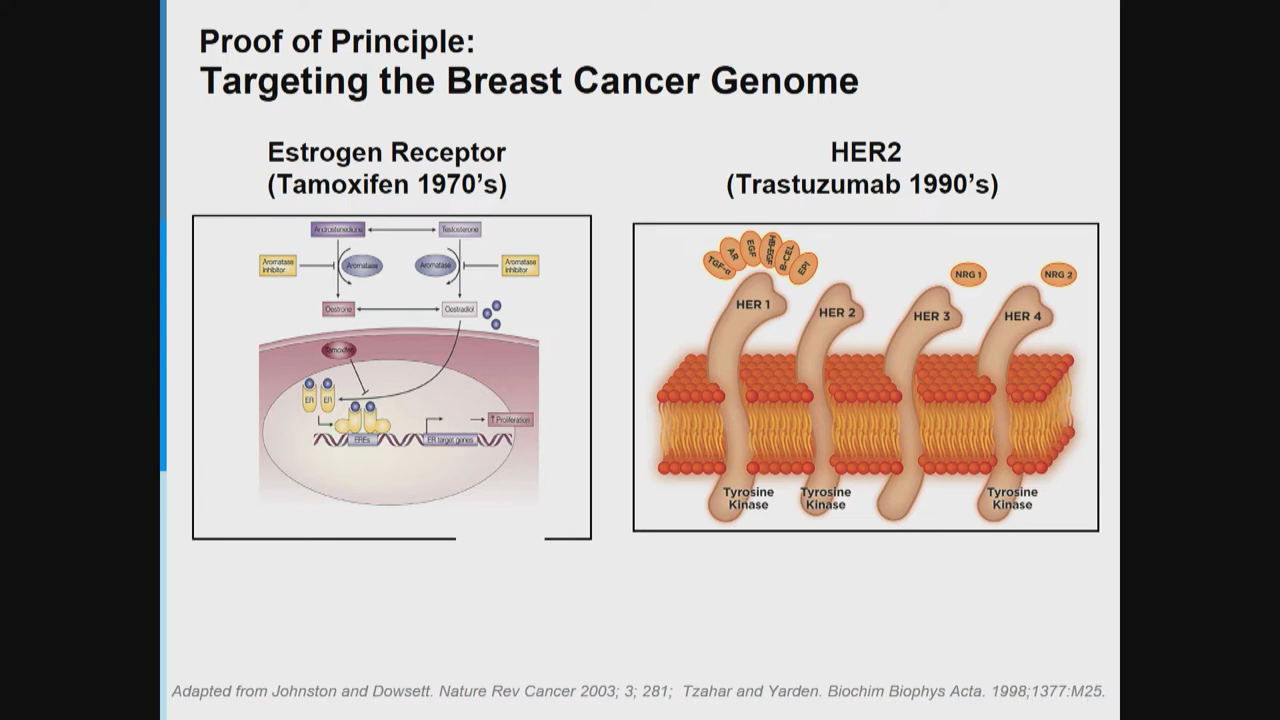 Proof of Principle:
Targeting the Breast Cancer Genome
Estrogen Receptor
(Tamoxifen 1970's)
Androstenedione
Testosterone
Aromatase
inhibitor
Aromatase
Aromatase
Aromatase
inhibitor
Oestrone
Oestradiol
Tamoxifen
ER
ER
EREs
ER target genes
↑ Proliferation
HER2
(Trastuzumab 1990's)
TGF-α
AR
EGF
HB-EGF
B-CEL
EPI
NRG 1
NRG 2
HER 1
HER 2
HER 3
HER 4
Tyrosine
Kinase
Tyrosine
Kinase
Tyrosine
Kinase
Adapted from Johnston and Dowsett. Nature Rev Cancer 2003; 3; 281; Tzahar and Yarden. Biochim Biophys Acta. 1998;1377:M25.